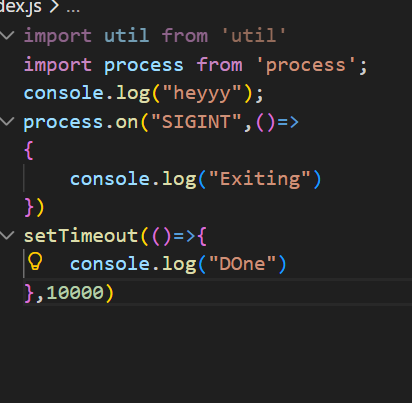 dex.js > ...
import util from 'util'
import process from 'process';
console.log("heyyy");
process.on("SIGINT",()=>
{
    console.log("Exiting")
})
setTimeout(()=>{
    console.log("DOne")
},10000)